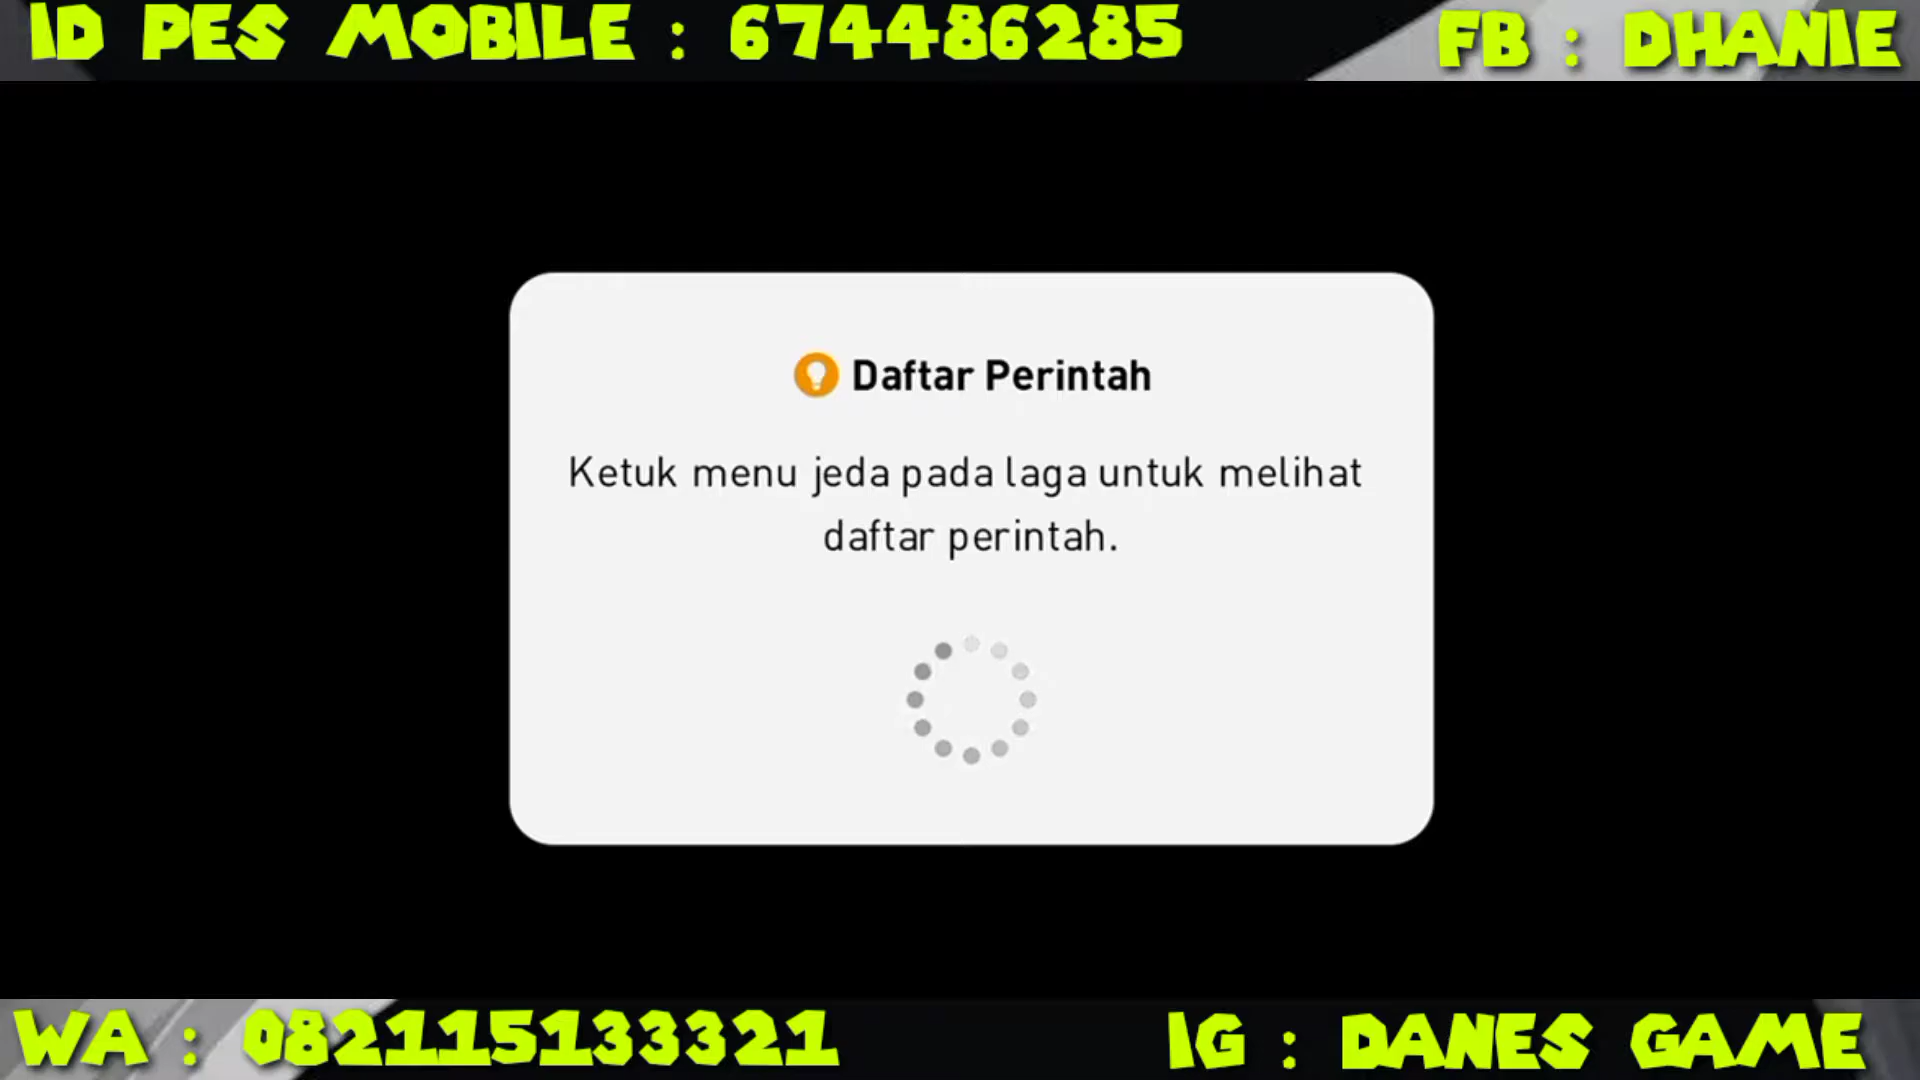 ID PES MOBILE : 674486285
FB : DHANIE
Daftar Perintah
Ketuk menu jeda pada laga untuk melihat
daftar perintah.
WA : 082115133321
IG : DANES GAME